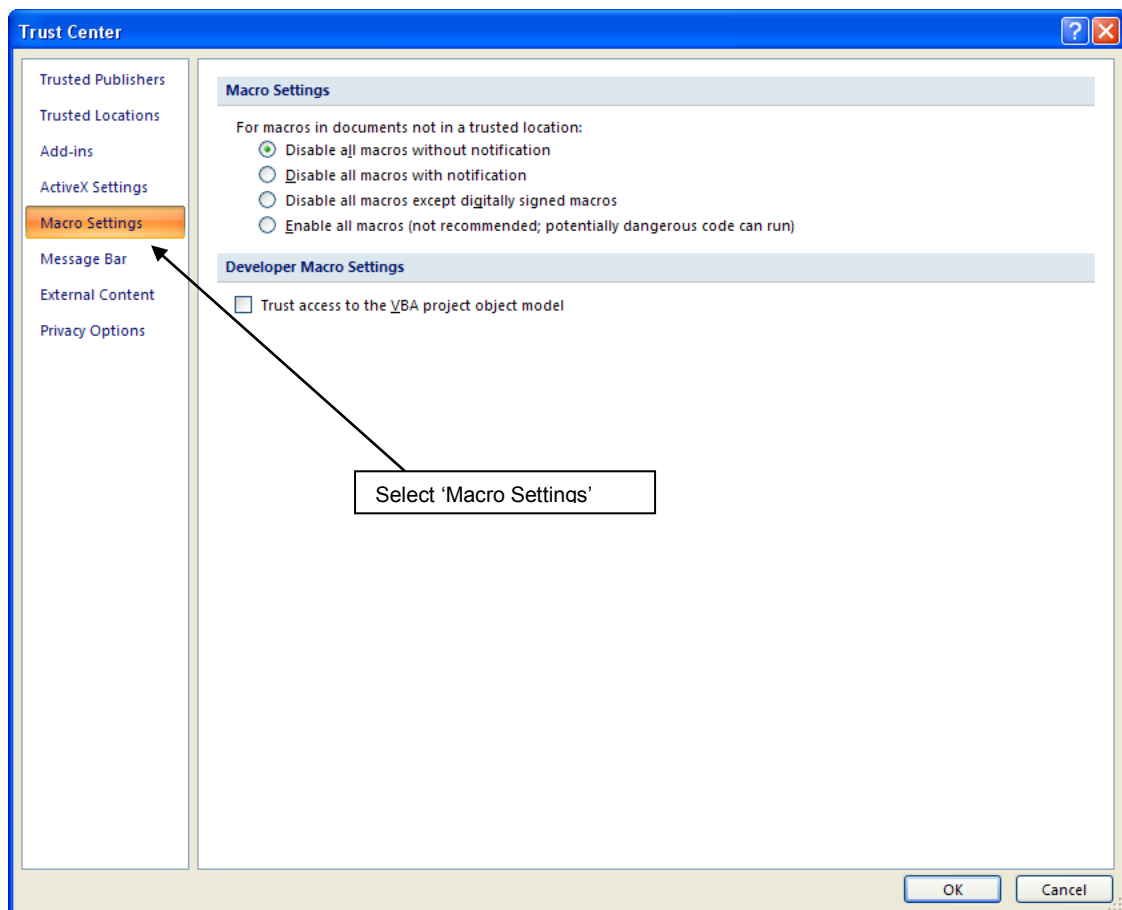 Trust Center
Trusted Publishers
Trusted Locations
Add-ins
ActiveX Settings
Macro Settings
Message Bar
External Content
Privacy Options
Macro Settings
For macros in documents not in a trusted location:
Disable all macros without notification
Disable all macros with notification
Disable all macros except digitally signed macros
Enable all macros (not recommended; potentially dangerous code can run)
Developer Macro Settings
Trust access to the VBA project object model
Select ‘Macro Settings’
OK
Cancel